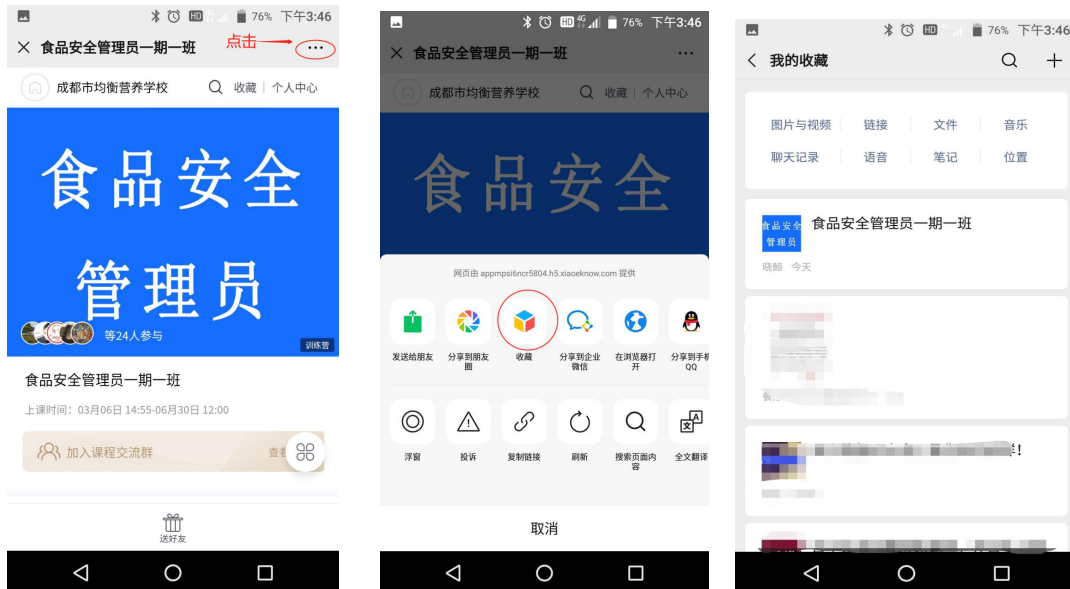 76% 下午3:46
食品安全管理员一期一班
点击
成都市均衡营养学校
收藏
个人中心
食品安全
管理员
等24人参与
训练营
食品安全管理员一期一班
上课时间：03月06日 14:55-06月30日 12:00
加入课程交流群
送好友
HD 4G 76% 下午3:46
食品安全管理员一期一班
成都市均衡营养学校
收藏
个人中心
食品安全
网页由 appmpsi6ncr5804.h5.xiaoeknow.com 提供
发送给朋友
分享到朋友
圈
收藏
分享到企业
微信
在浏览器打
开
分享到手机
QQ
浮窗
投诉
复制链接
刷新
搜索页面内
容
全文翻译
取消
HD 76% 下午3:46
我的收藏
图片与视频
链接
文件
音乐
聊天记录
语音
笔记
位置
食品安全
管理员
食品安全管理员一期一班
晓鲸 今天